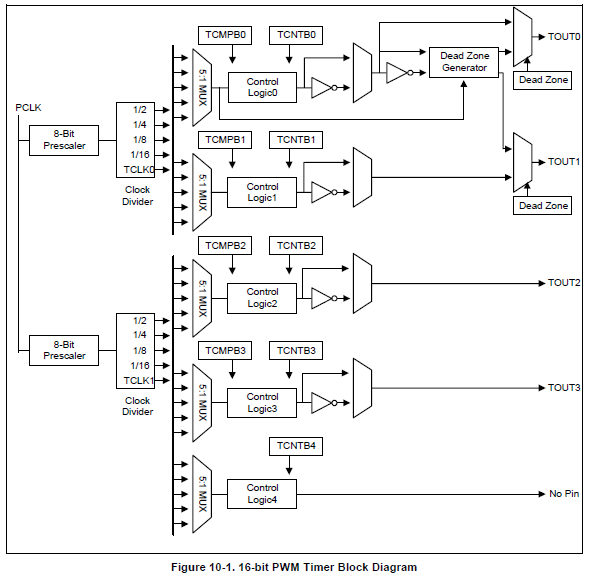 TCMPB0
TCNTB0
TOUT0
5:1 MUX
Control
Logic0
Dead Zone
Generator
Dead Zone
PCLK
8-Bit
Prescaler
1/2
1/4
1/8
1/16
TCLK0
Clock
Divider
TCMPB1
TCNTB1
5:1 MUX
Control
Logic1
TOUT1
Dead Zone
TCMPB2
TCNTB2
5:1 MUX
Control
Logic2
TOUT2
8-Bit
Prescaler
1/2
1/4
1/8
1/16
TCLK1
Clock
Divider
TCMPB3
TCNTB3
5:1 MUX
Control
Logic3
TOUT3
TCNTB4
5:1 MUX
Control
Logic4
No Pin
Figure 10-1. 16-bit PWM Timer Block Diagram